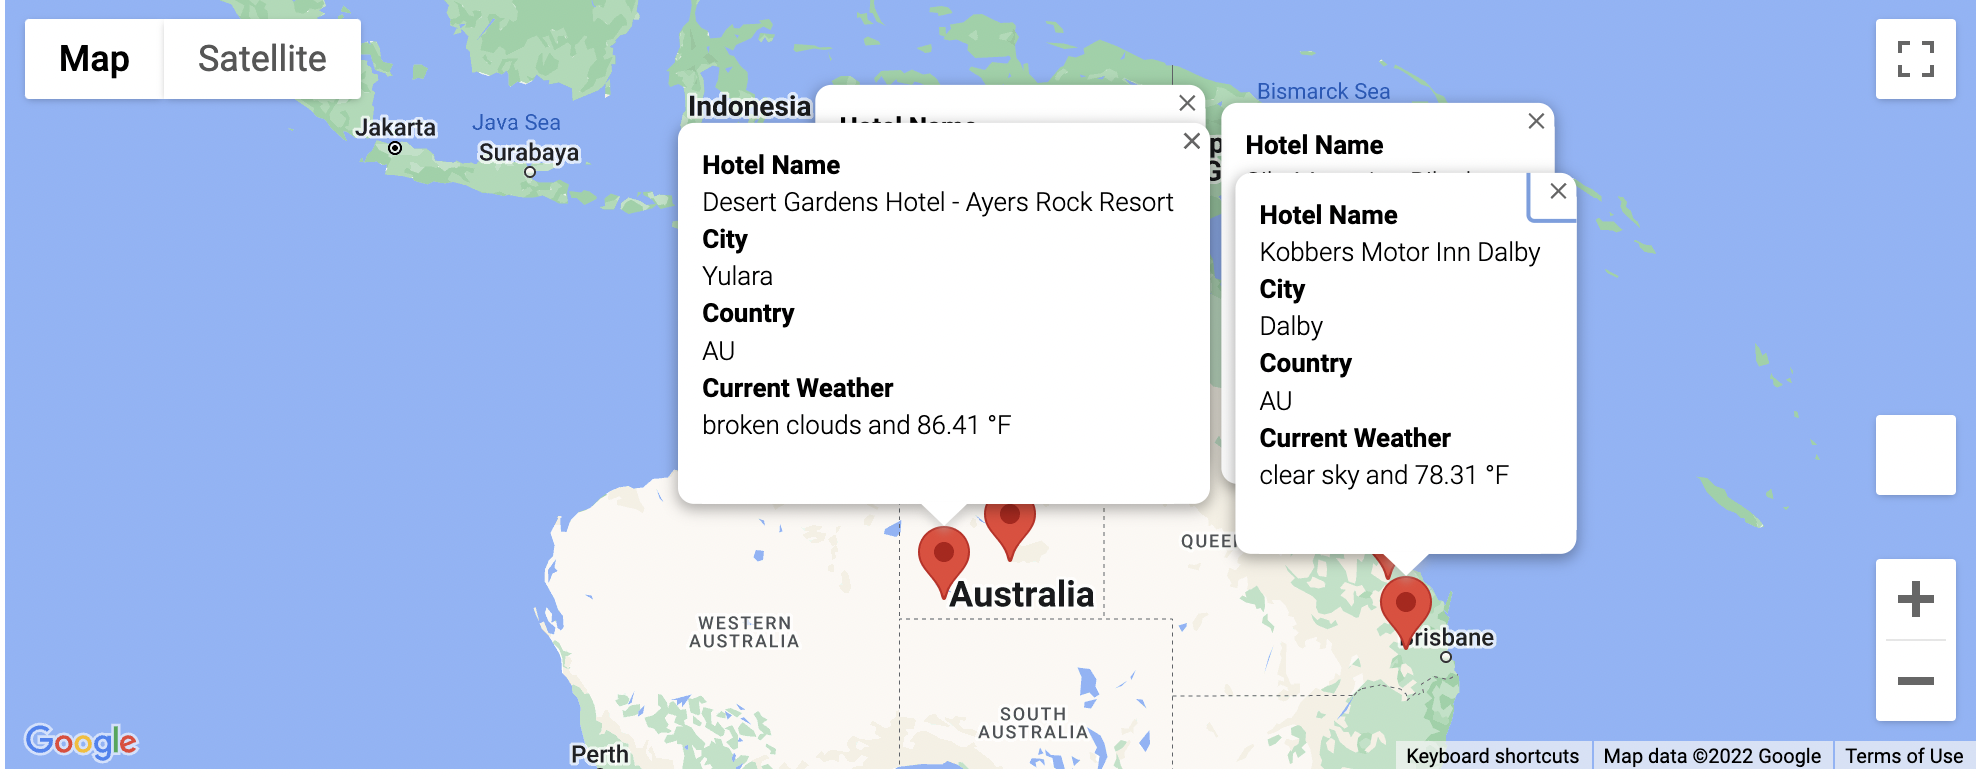 Map
Satellite
Bismarck Sea
Indonesia
Jakarta
Java Sea
Surabaya
Hotel Name
Hotel Name
Desert Gardens Hotel - Ayers Rock Resort
City
Yulara
Country
AU
Current Weather
broken clouds and 86.41 °F
Hotel Name
Hotel Name
Kobbers Motor Inn Dalby
City
Dalby
Country
AU
Current Weather
clear sky and 78.31 °F
Australia
WESTERN
AUSTRALIA
Brisbane
SOUTH
AUSTRALIA
Perth
Google
Keyboard shortcuts
Map data ©2022 Google
Terms of Use